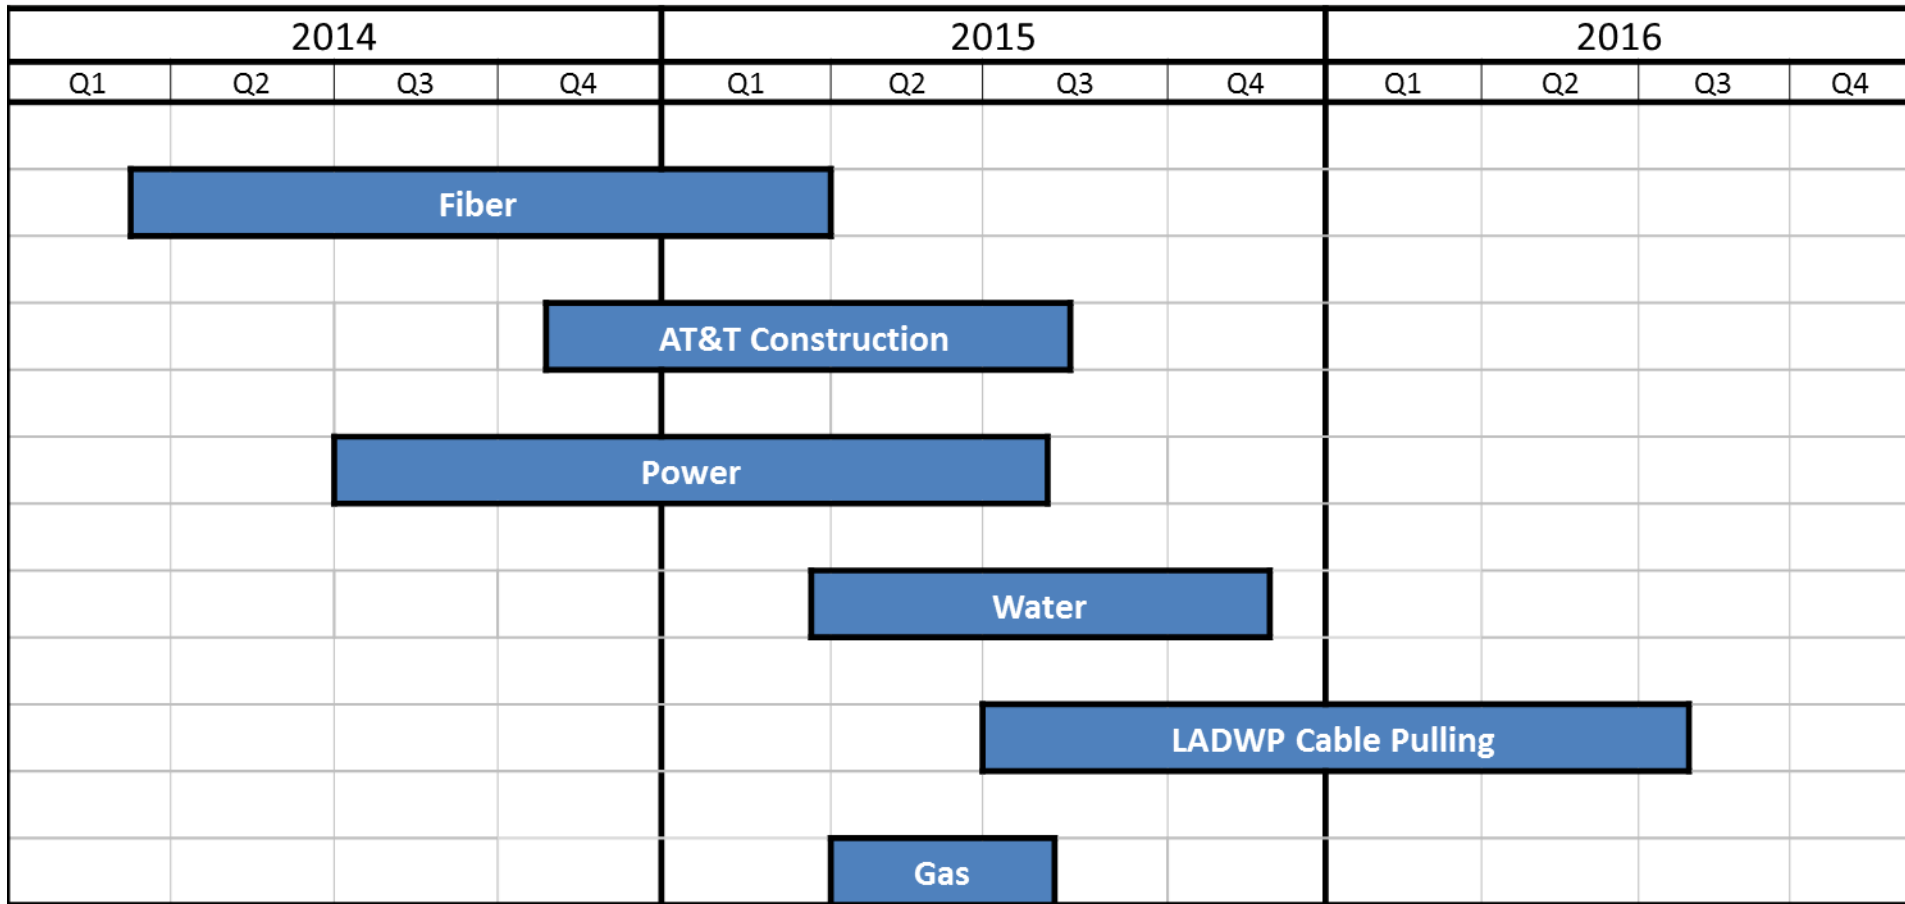 2014 2015 2016
Q1 Q2 Q3 Q4 Q1 Q2 Q3 Q4 Q1 Q2 Q3 Q4
Fiber
AT&T Construction
Power
Water
LADWP Cable Pulling
Gas